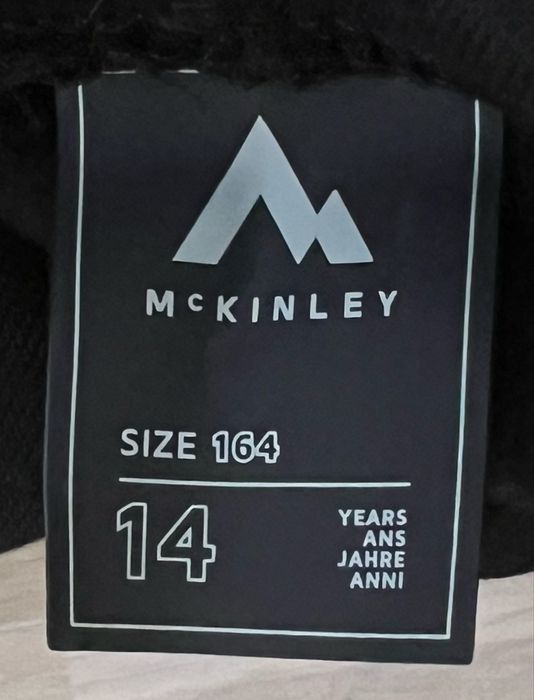 McKINLEY
SIZE 164
14
YEARS
ANS
JAHRE
ANNI